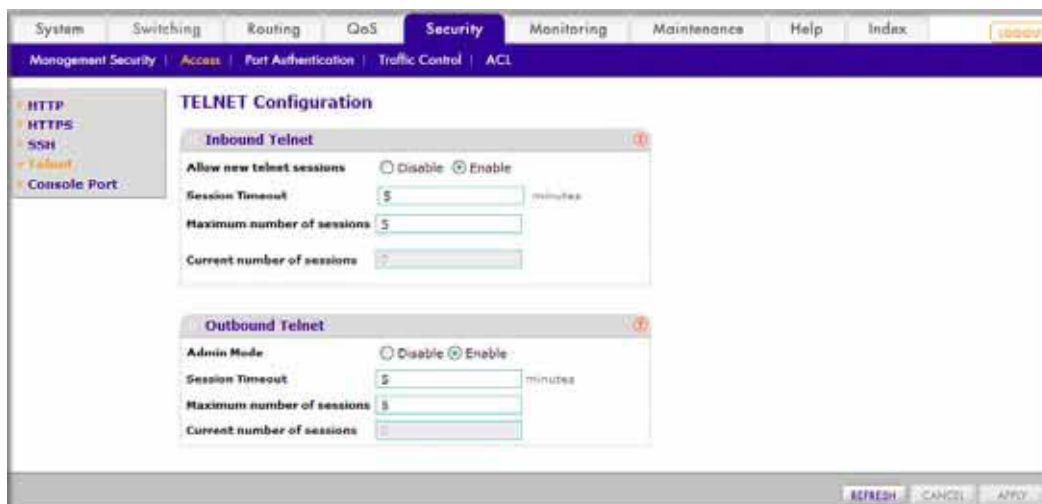 System Switching Routing QoS Security Monitoring Maintenance Help Index LOGOUT
Management Security Access Port Authentication Traffic Control ACL
HTTP
HTTPS
SSH
Telnet
Console Port
TELNET Configuration
Inbound Telnet
Allow new telnet sessions Disable Enable
Session Timeout 5 minutes
Maximum number of sessions 5
Current number of sessions
Outbound Telnet
Admin Mode Disable Enable
Session Timeout 5 minutes
Maximum number of sessions 5
Current number of sessions
REFRESH CANCEL APPLY